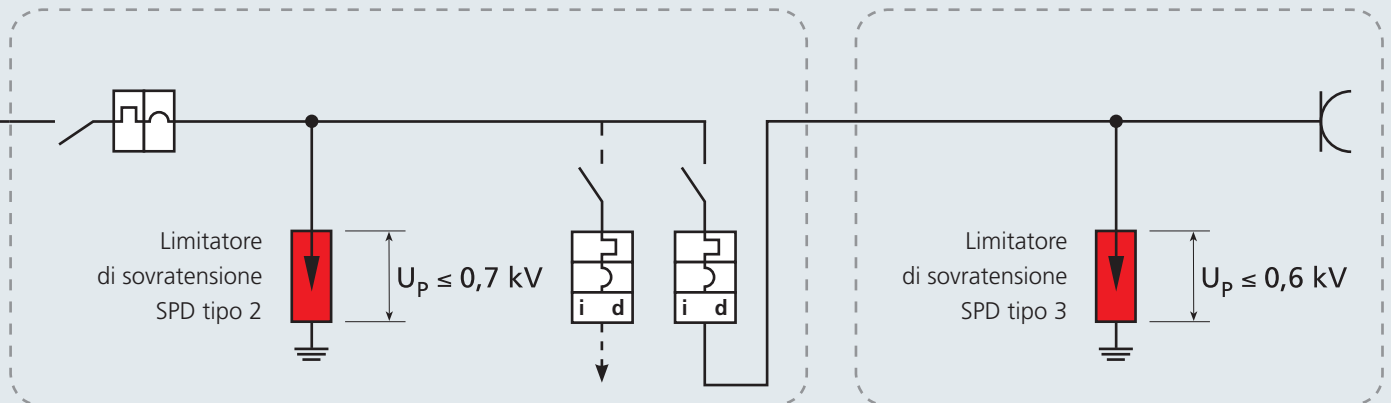 Limitatore
di sovratensione
SPD tipo 2
U_P ≤ 0,7 kV
i d
i d
Limitatore
di sovratensione
SPD tipo 3
U_P ≤ 0,6 kV